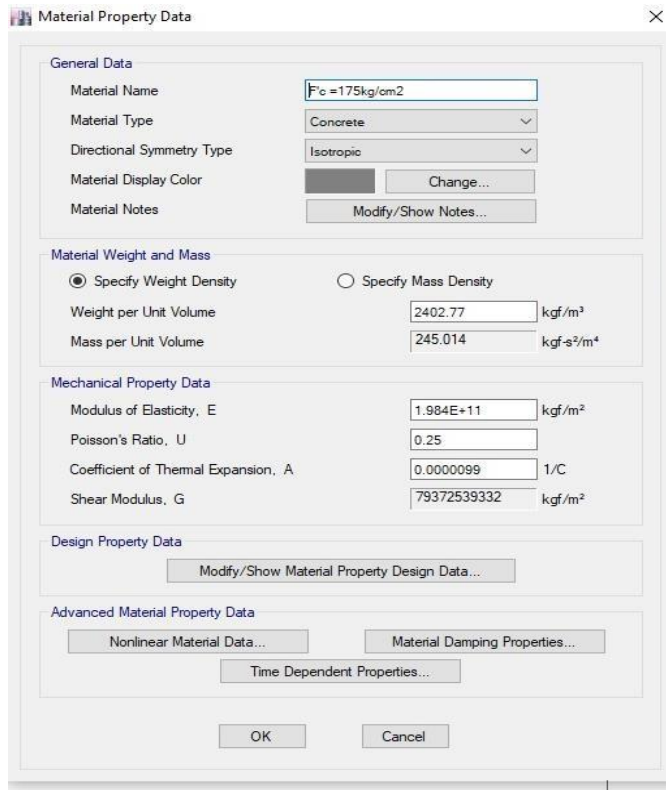 Material Property Data
General Data
Material Name F'c =175kg/cm2
Material Type Concrete
Directional Symmetry Type Isotropic
Material Display Color Change...
Material Notes Modify/Show Notes...
Material Weight and Mass
Specify Weight Density Specify Mass Density
Weight per Unit Volume 2402.77 kgf/m³
Mass per Unit Volume 245.014 kgf-s²/m⁴
Mechanical Property Data
Modulus of Elasticity, E 1.984E+11 kgf/m²
Poisson's Ratio, U 0.25
Coefficient of Thermal Expansion, A 0.0000099 1/C
Shear Modulus, G 79372539332 kgf/m²
Design Property Data
Modify/Show Material Property Design Data...
Advanced Material Property Data
Nonlinear Material Data... Material Damping Properties...
Time Dependent Properties...
OK Cancel